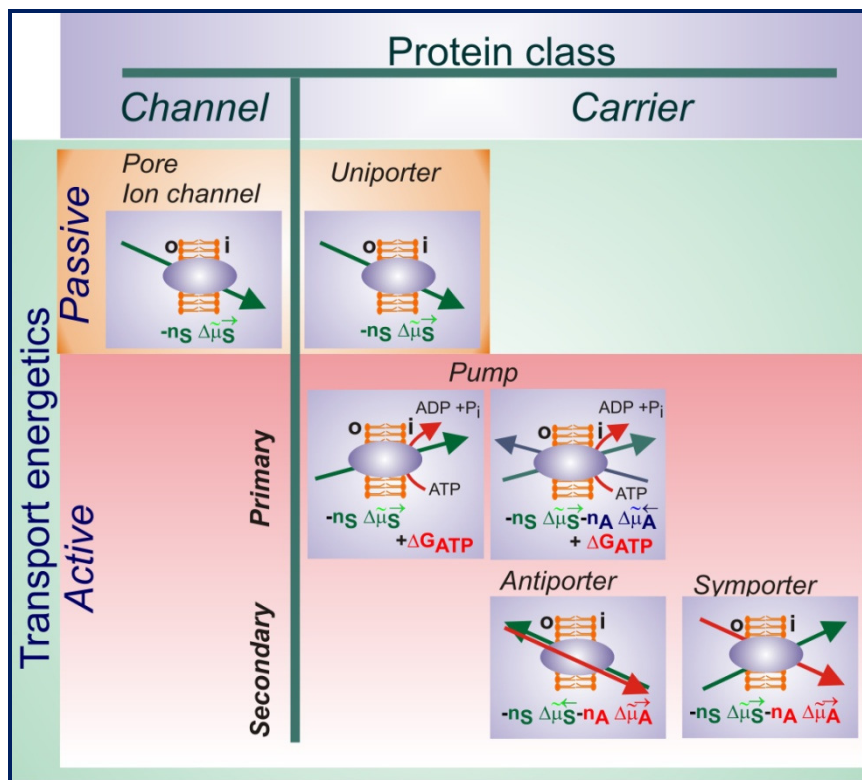 Protein class
Channel
Carrier
Transport energetics
Passive
Pore
Ion channel
o i
-nS Δμ̃S→
Uniporter
o i
-nS Δμ̃S→
Active
Primary
Pump
ADP +Pi
o i
ATP
-nS Δμ̃S→
+ΔGATP
ADP +Pi
o i
ATP
-nS Δμ̃S→-nA Δμ̃A←
+ ΔGATP
Secondary
Antiporter
o i
-nS Δμ̃S←-nA Δμ̃A→
Symporter
o i
-nS Δμ̃S→-nA Δμ̃A→